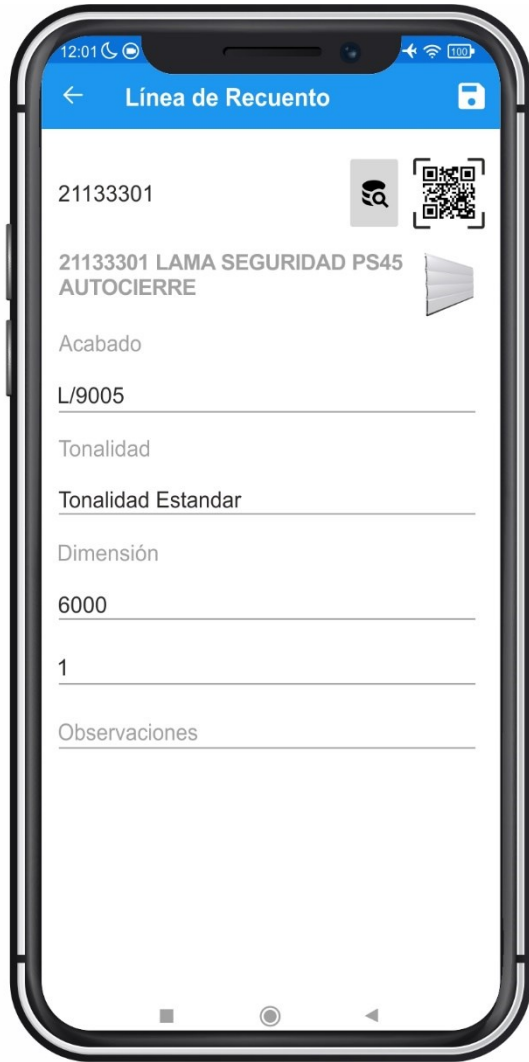 12:01
100
Línea de Recuento
21133301
21133301 LAMA SEGURIDAD PS45
AUTOCIERRE
Acabado
L/9005
Tonalidad
Tonalidad Estandar
Dimensión
6000
1
Observaciones